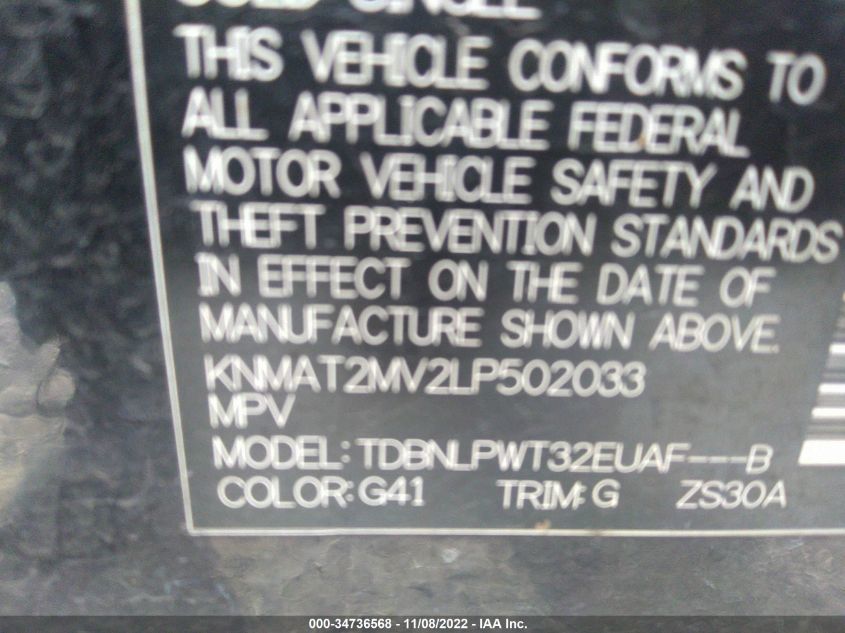 THIS VEHICLE CONFORMS TO
ALL APPLICABLE FEDERAL
MOTOR VEHICLE SAFETY AND
THEFT PREVENTION STANDARDS
IN EFFECT ON THE DATE OF
MANUFACTURE SHOWN ABOVE.
KNMAT2MV2LP502033
MPV
MODEL: TDBNLPWT32EUAF---B
COLOR: G41 TRIM: G ZS30A
000-34736568 - 11/08/2022 - IAA Inc.